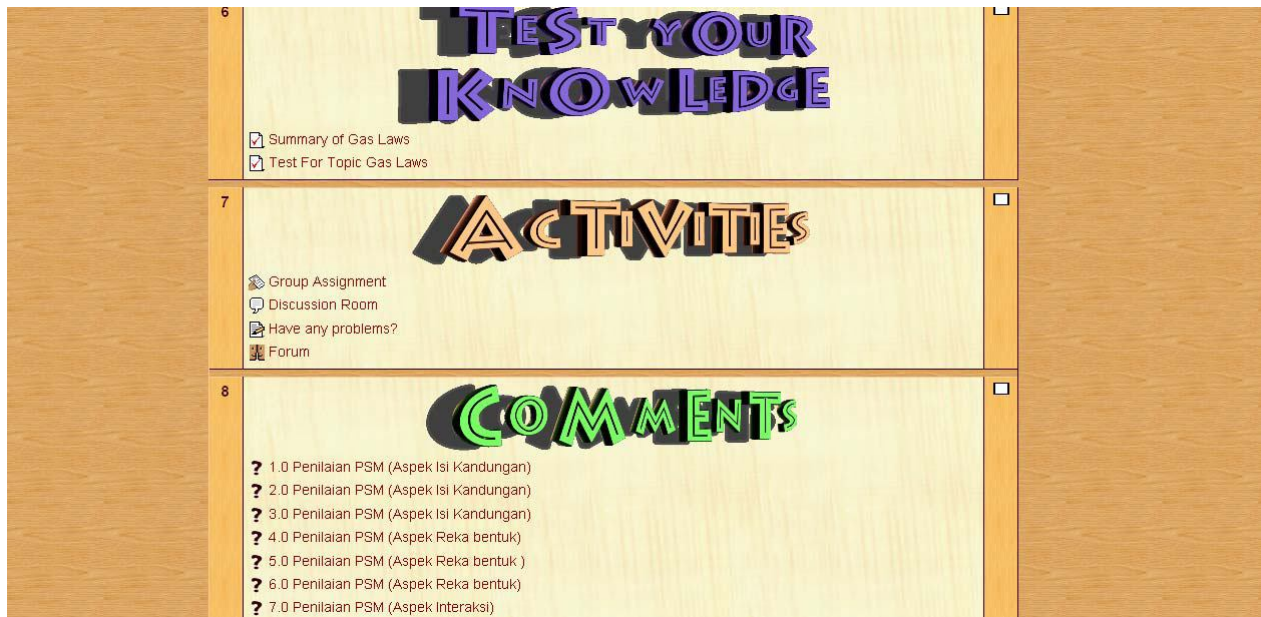 6
TEST YOUR
KNOWLEDGE
Summary of Gas Laws
Test For Topic Gas Laws
7
ACTIVITIES
Group Assignment
Discussion Room
Have any problems?
Forum
8
COMMENTS
? 1.0 Penilaian PSM (Aspek Isi Kandungan)
? 2.0 Penilaian PSM (Aspek Isi Kandungan)
? 3.0 Penilaian PSM (Aspek Isi Kandungan)
? 4.0 Penilaian PSM (Aspek Reka bentuk)
? 5.0 Penilaian PSM (Aspek Reka bentuk )
? 6.0 Penilaian PSM (Aspek Reka bentuk)
? 7.0 Penilaian PSM (Aspek Interaksi)